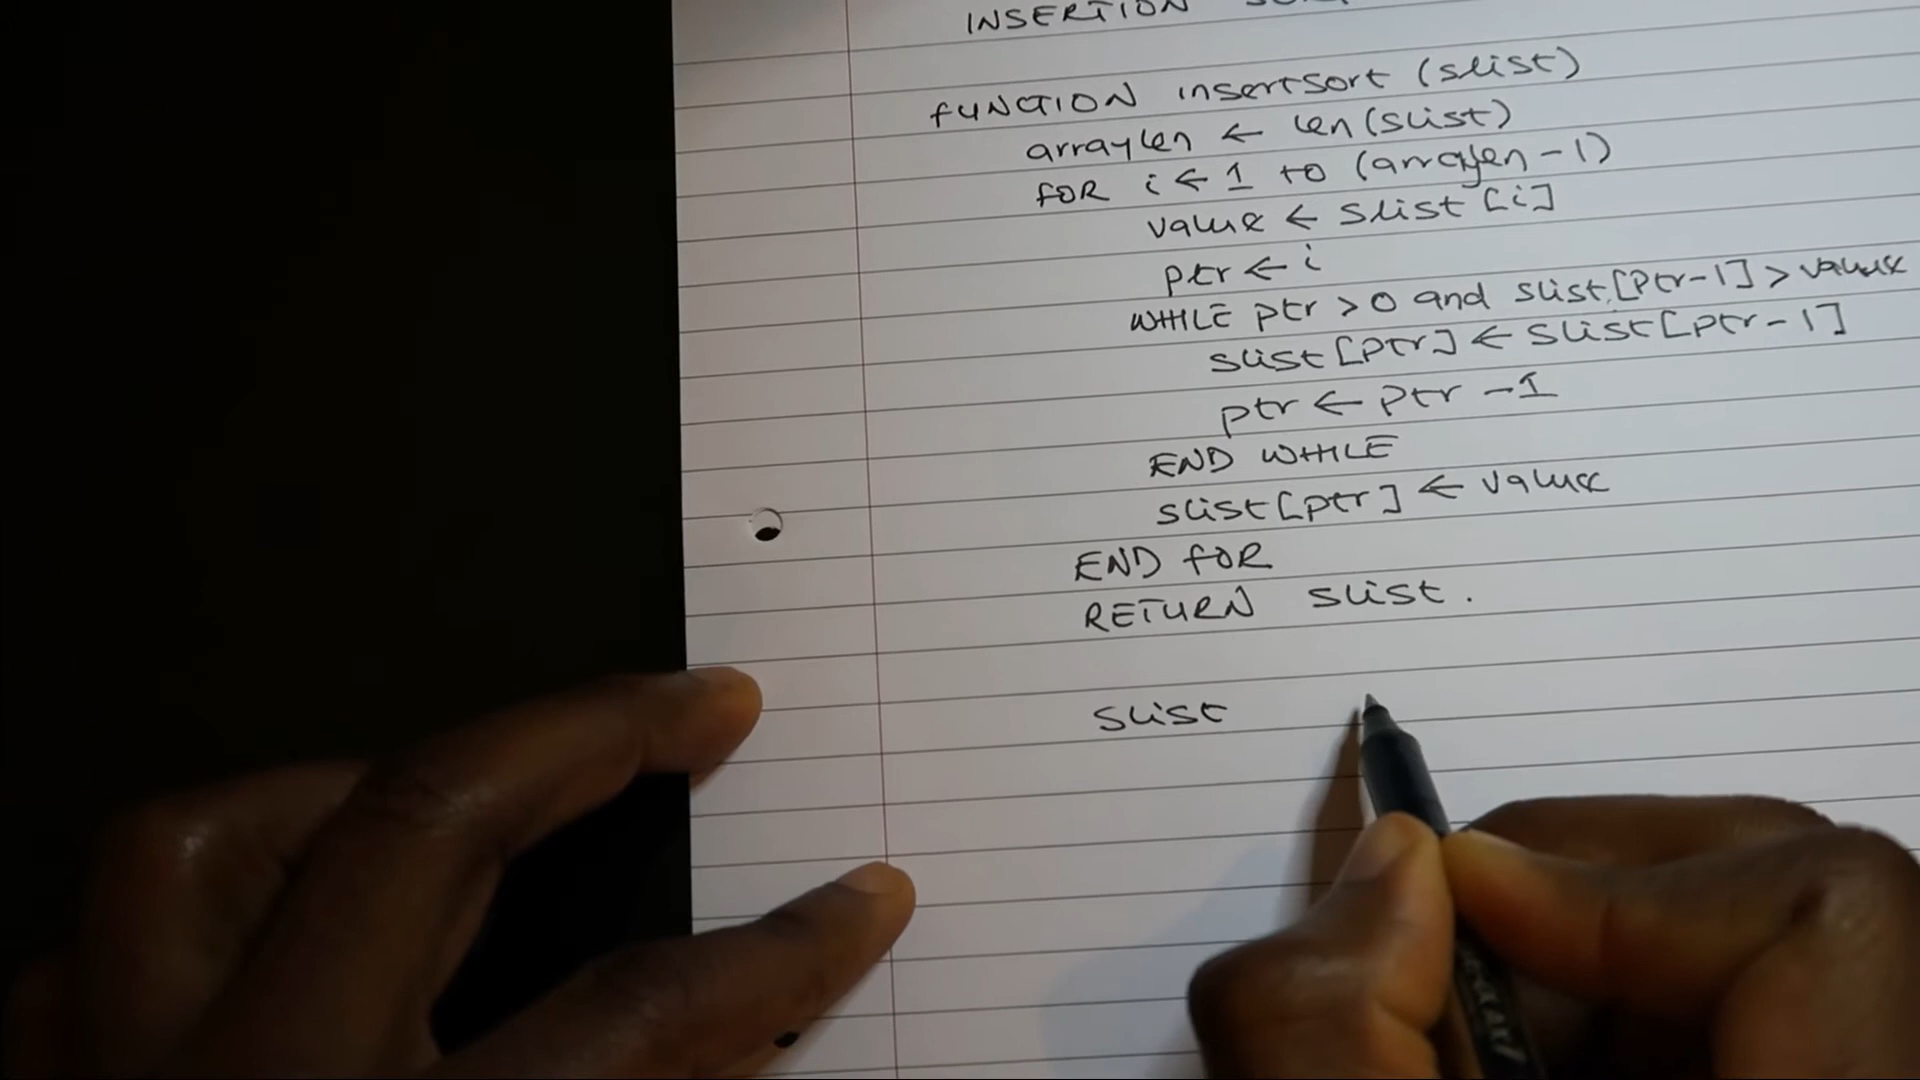 INSERTION
FUNCTION insertsort (slist)
arraylen ← len(slist)
FOR i ← 1 to (arraylen - 1)
value ← slist [i]
ptr ← i
WHILE ptr > 0 and slist[ptr-1] > value
slist [ptr] ← slist[ptr - 1]
ptr ← ptr - 1
END WHILE
slist[ptr] ← value
END FOR
RETURN slist.
slist